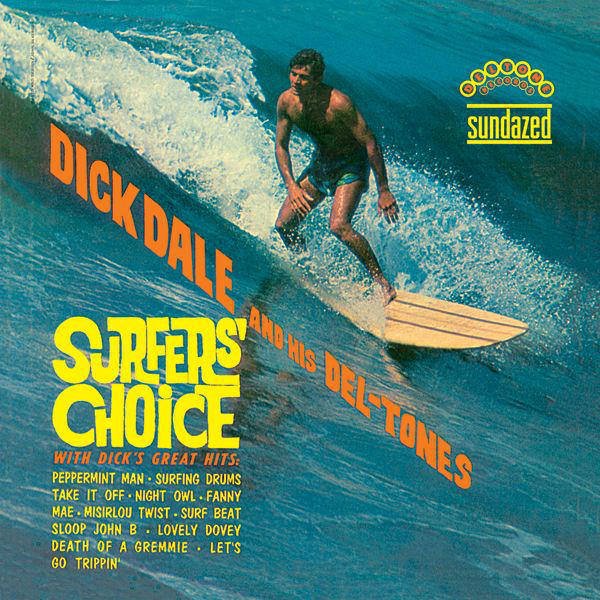 DELTONE
RECORDS
sundazed
DICK DALE
AND HIS DEL-TONES
SURFERS'
CHOICE
WITH DICK'S GREAT HITS:
PEPPERMINT MAN • SURFING DRUMS
TAKE IT OFF • NIGHT OWL • FANNY
MAE • MISIRLOU TWIST • SURF BEAT
SLOOP JOHN B • LOVELY DOVEY
DEATH OF A GREMMIE • LET'S
GO TRIPPIN'